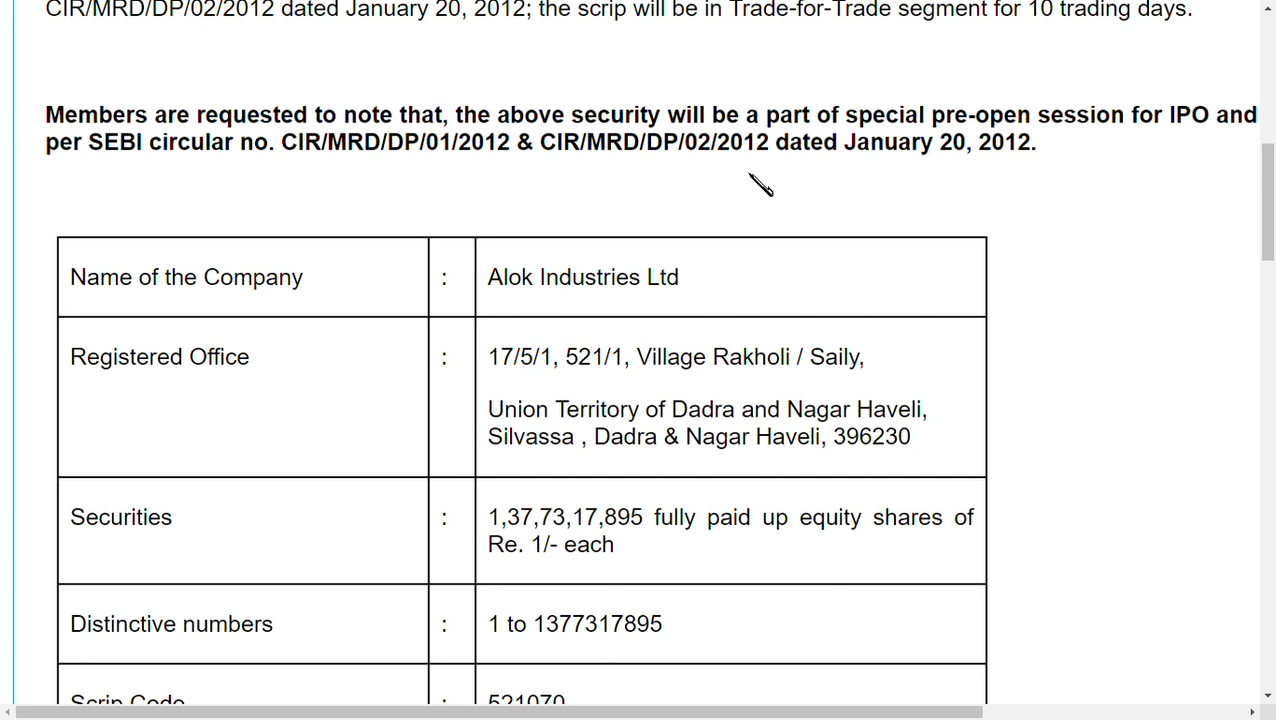 CIR/MRD/DP/02/2012 dated January 20, 2012; the scrip will be in Trade-for-Trade segment for 10 trading days.
Members are requested to note that, the above security will be a part of special pre-open session for IPO and
per SEBI circular no. CIR/MRD/DP/01/2012 & CIR/MRD/DP/02/2012 dated January 20, 2012.
Name of the Company : Alok Industries Ltd
Registered Office : 17/5/1, 521/1, Village Rakholi / Saily,
Union Territory of Dadra and Nagar Haveli,
Silvassa , Dadra & Nagar Haveli, 396230
Securities : 1,37,73,17,895 fully paid up equity shares of
Re. 1/- each
Distinctive numbers : 1 to 1377317895
Scrip Code : 521070